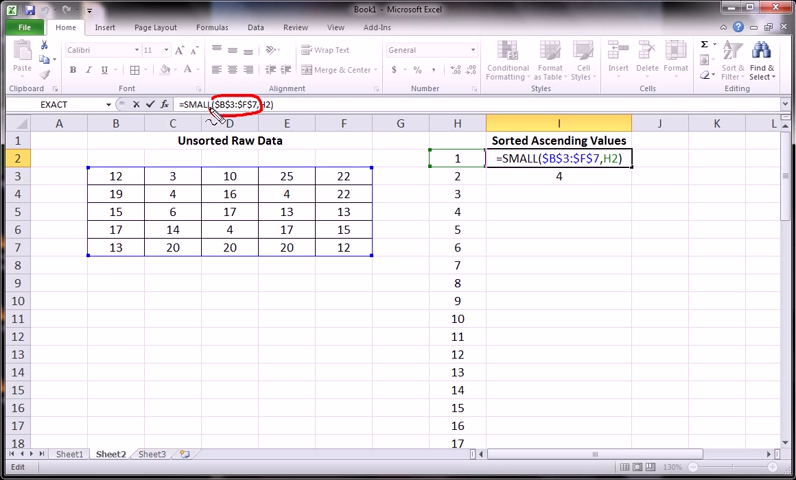 Book1 - Microsoft Excel
File Home Insert Page Layout Formulas Data Review View Add-Ins
Paste Calibri 11 Wrap Text General Conditional Formatting Format as Table Cell Styles Cells Sort & Filter Find & Select
B I U Merge & Center $ % ,
Clipboard Font Alignment Number Styles Editing
EXACT =SMALL($B$3:$F$7,H2)
A B C D E F G H I J K L
1 Unsorted Raw Data Sorted Ascending Values
2 1 =SMALL($B$3:$F$7,H2)
3 12 3 10 25 22 2 4
4 19 4 16 4 22 3
5 15 6 17 13 13 4
6 17 14 4 17 15 5
7 13 20 20 20 12 6
8 7
9 8
10 9
11 10
12 11
13 12
14 13
15 14
16 15
17 16
18 17
Sheet1 Sheet2 Sheet3
Edit 130%